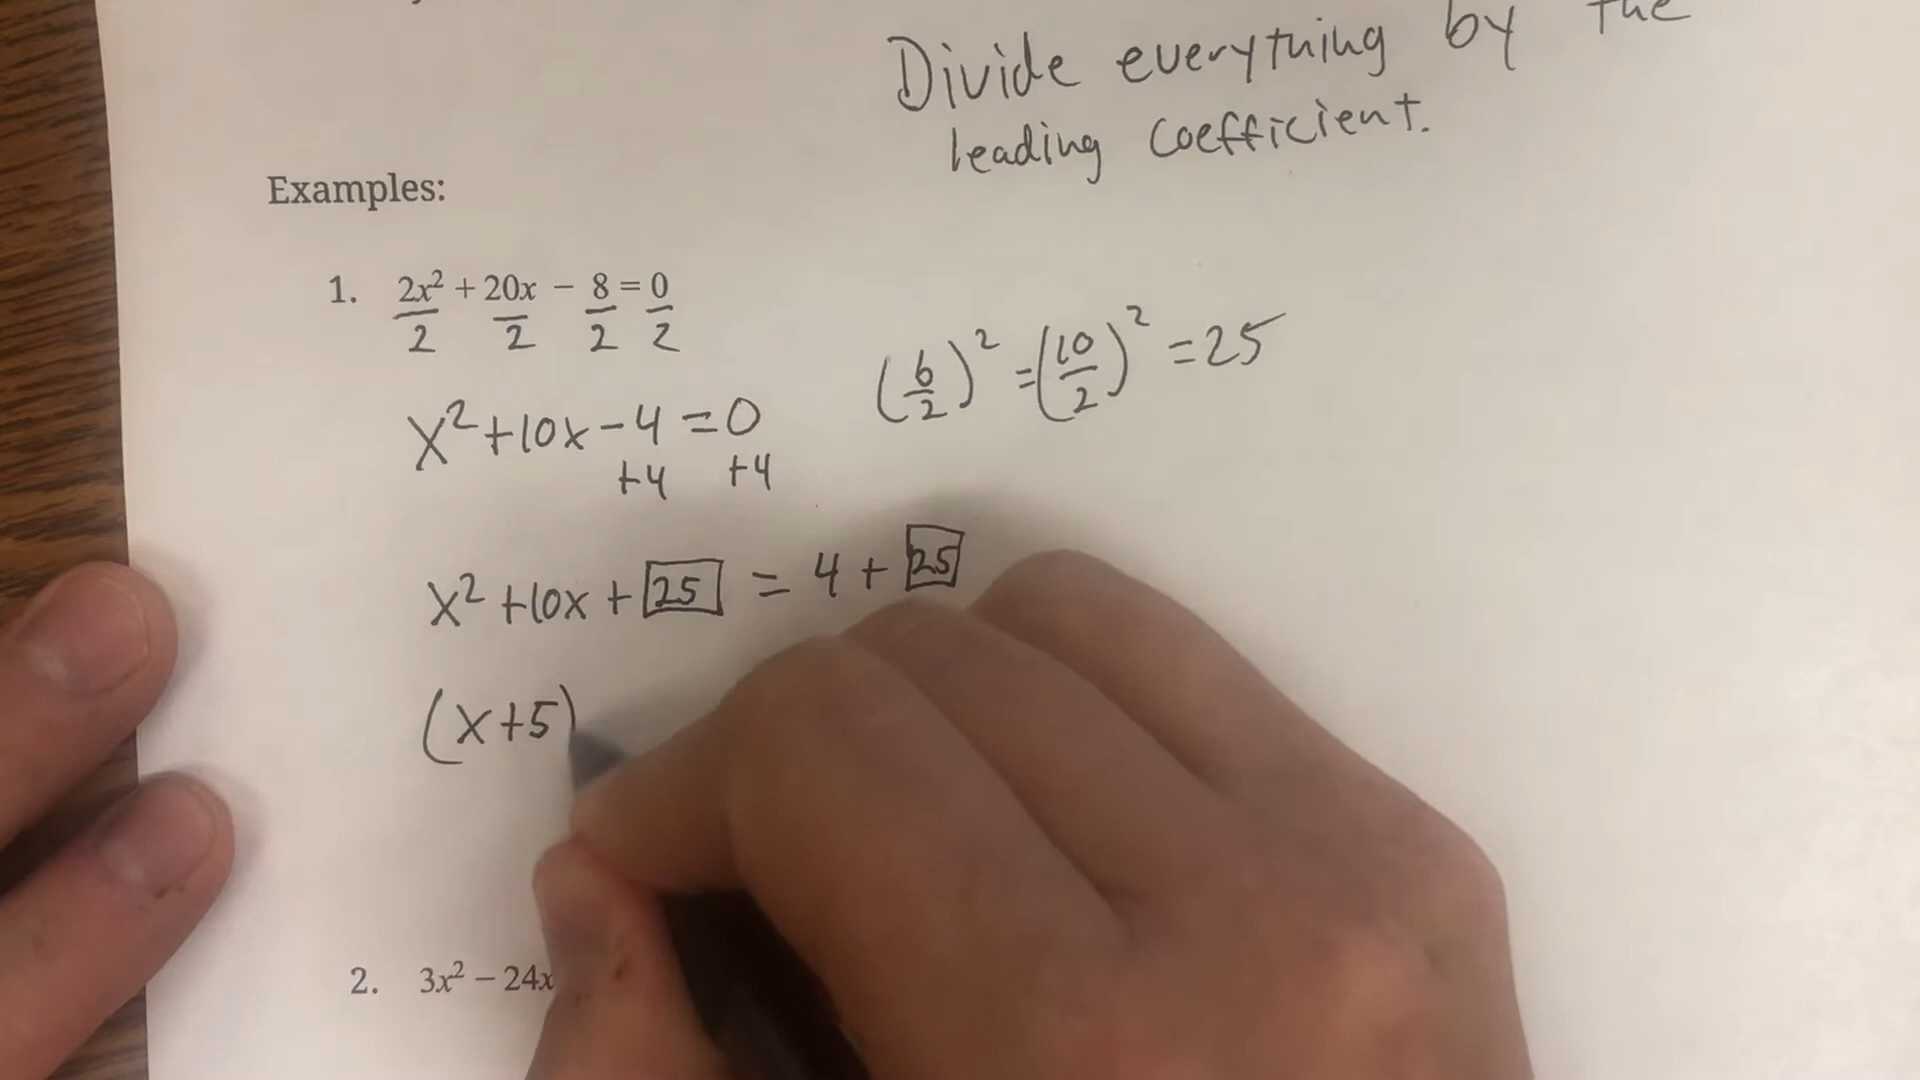 Divide everything by the
leading coefficient.
Examples:
1. 2x²/2 + 20x/2 − 8/2 = 0/2
(b/2)² = (10/2)² = 25
x² + 10x − 4 = 0
+4 +4
x² + 10x + 25 = 4 + 25
(x+5)
2. 3x² − 24x